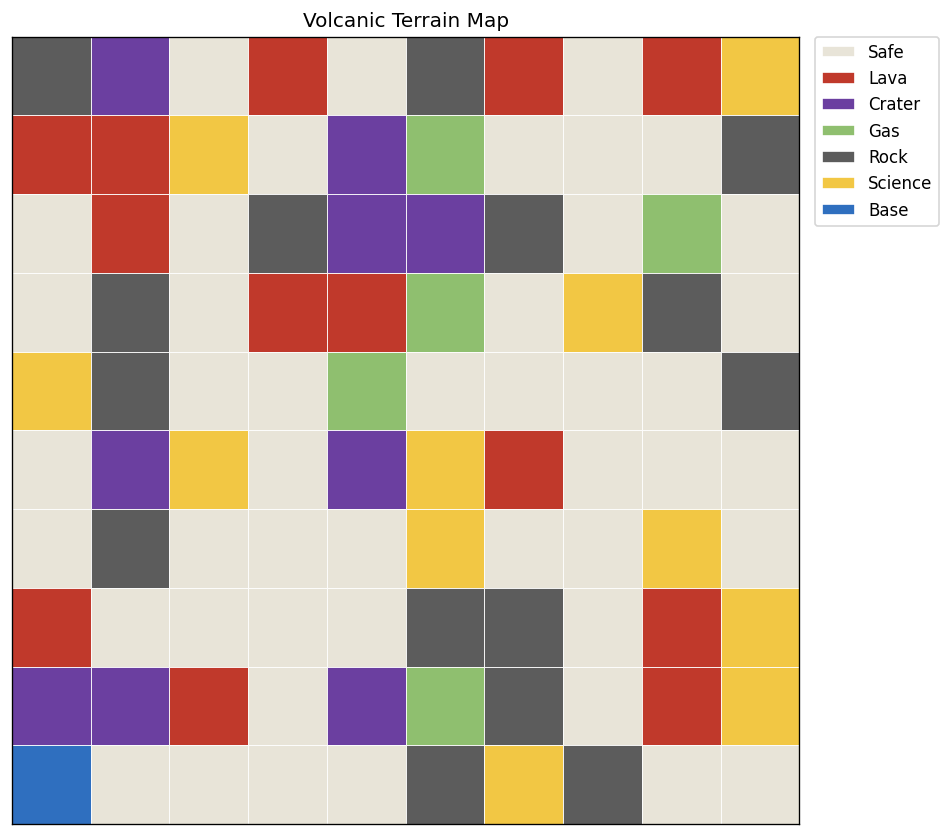 Volcanic Terrain Map
Safe
Lava
Crater
Gas
Rock
Science
Base